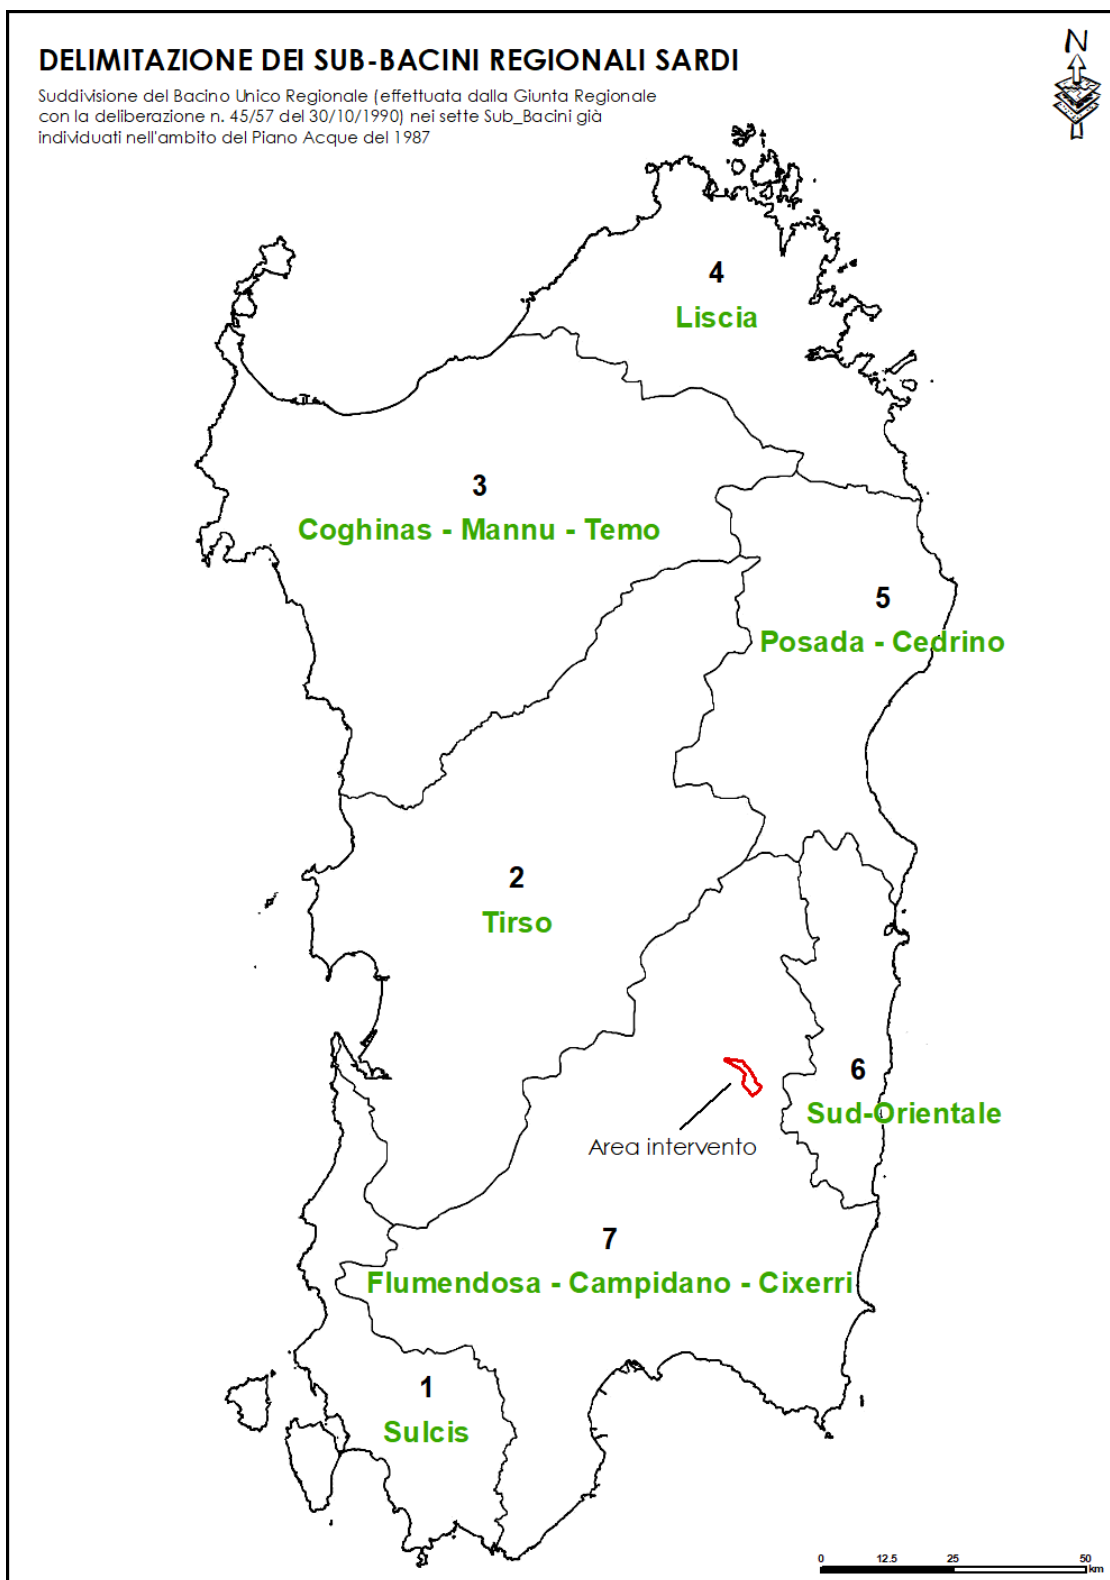 DELIMITAZIONE DEI SUB-BACINI REGIONALI SARDI
Suddivisione del Bacino Unico Regionale (effettuata dalla Giunta Regionale
con la deliberazione n. 45/57 del 30/10/1990) nei sette Sub_Bacini già
individuati nell'ambito del Piano Acque del 1987
N
4
Liscia
3
Coghinas - Mannu - Temo
5
Posada - Cedrino
2
Tirso
6
Sud-Orientale
Area intervento
7
Flumendosa - Campidano - Cixerri
1
Sulcis
0 12.5 25 50
km